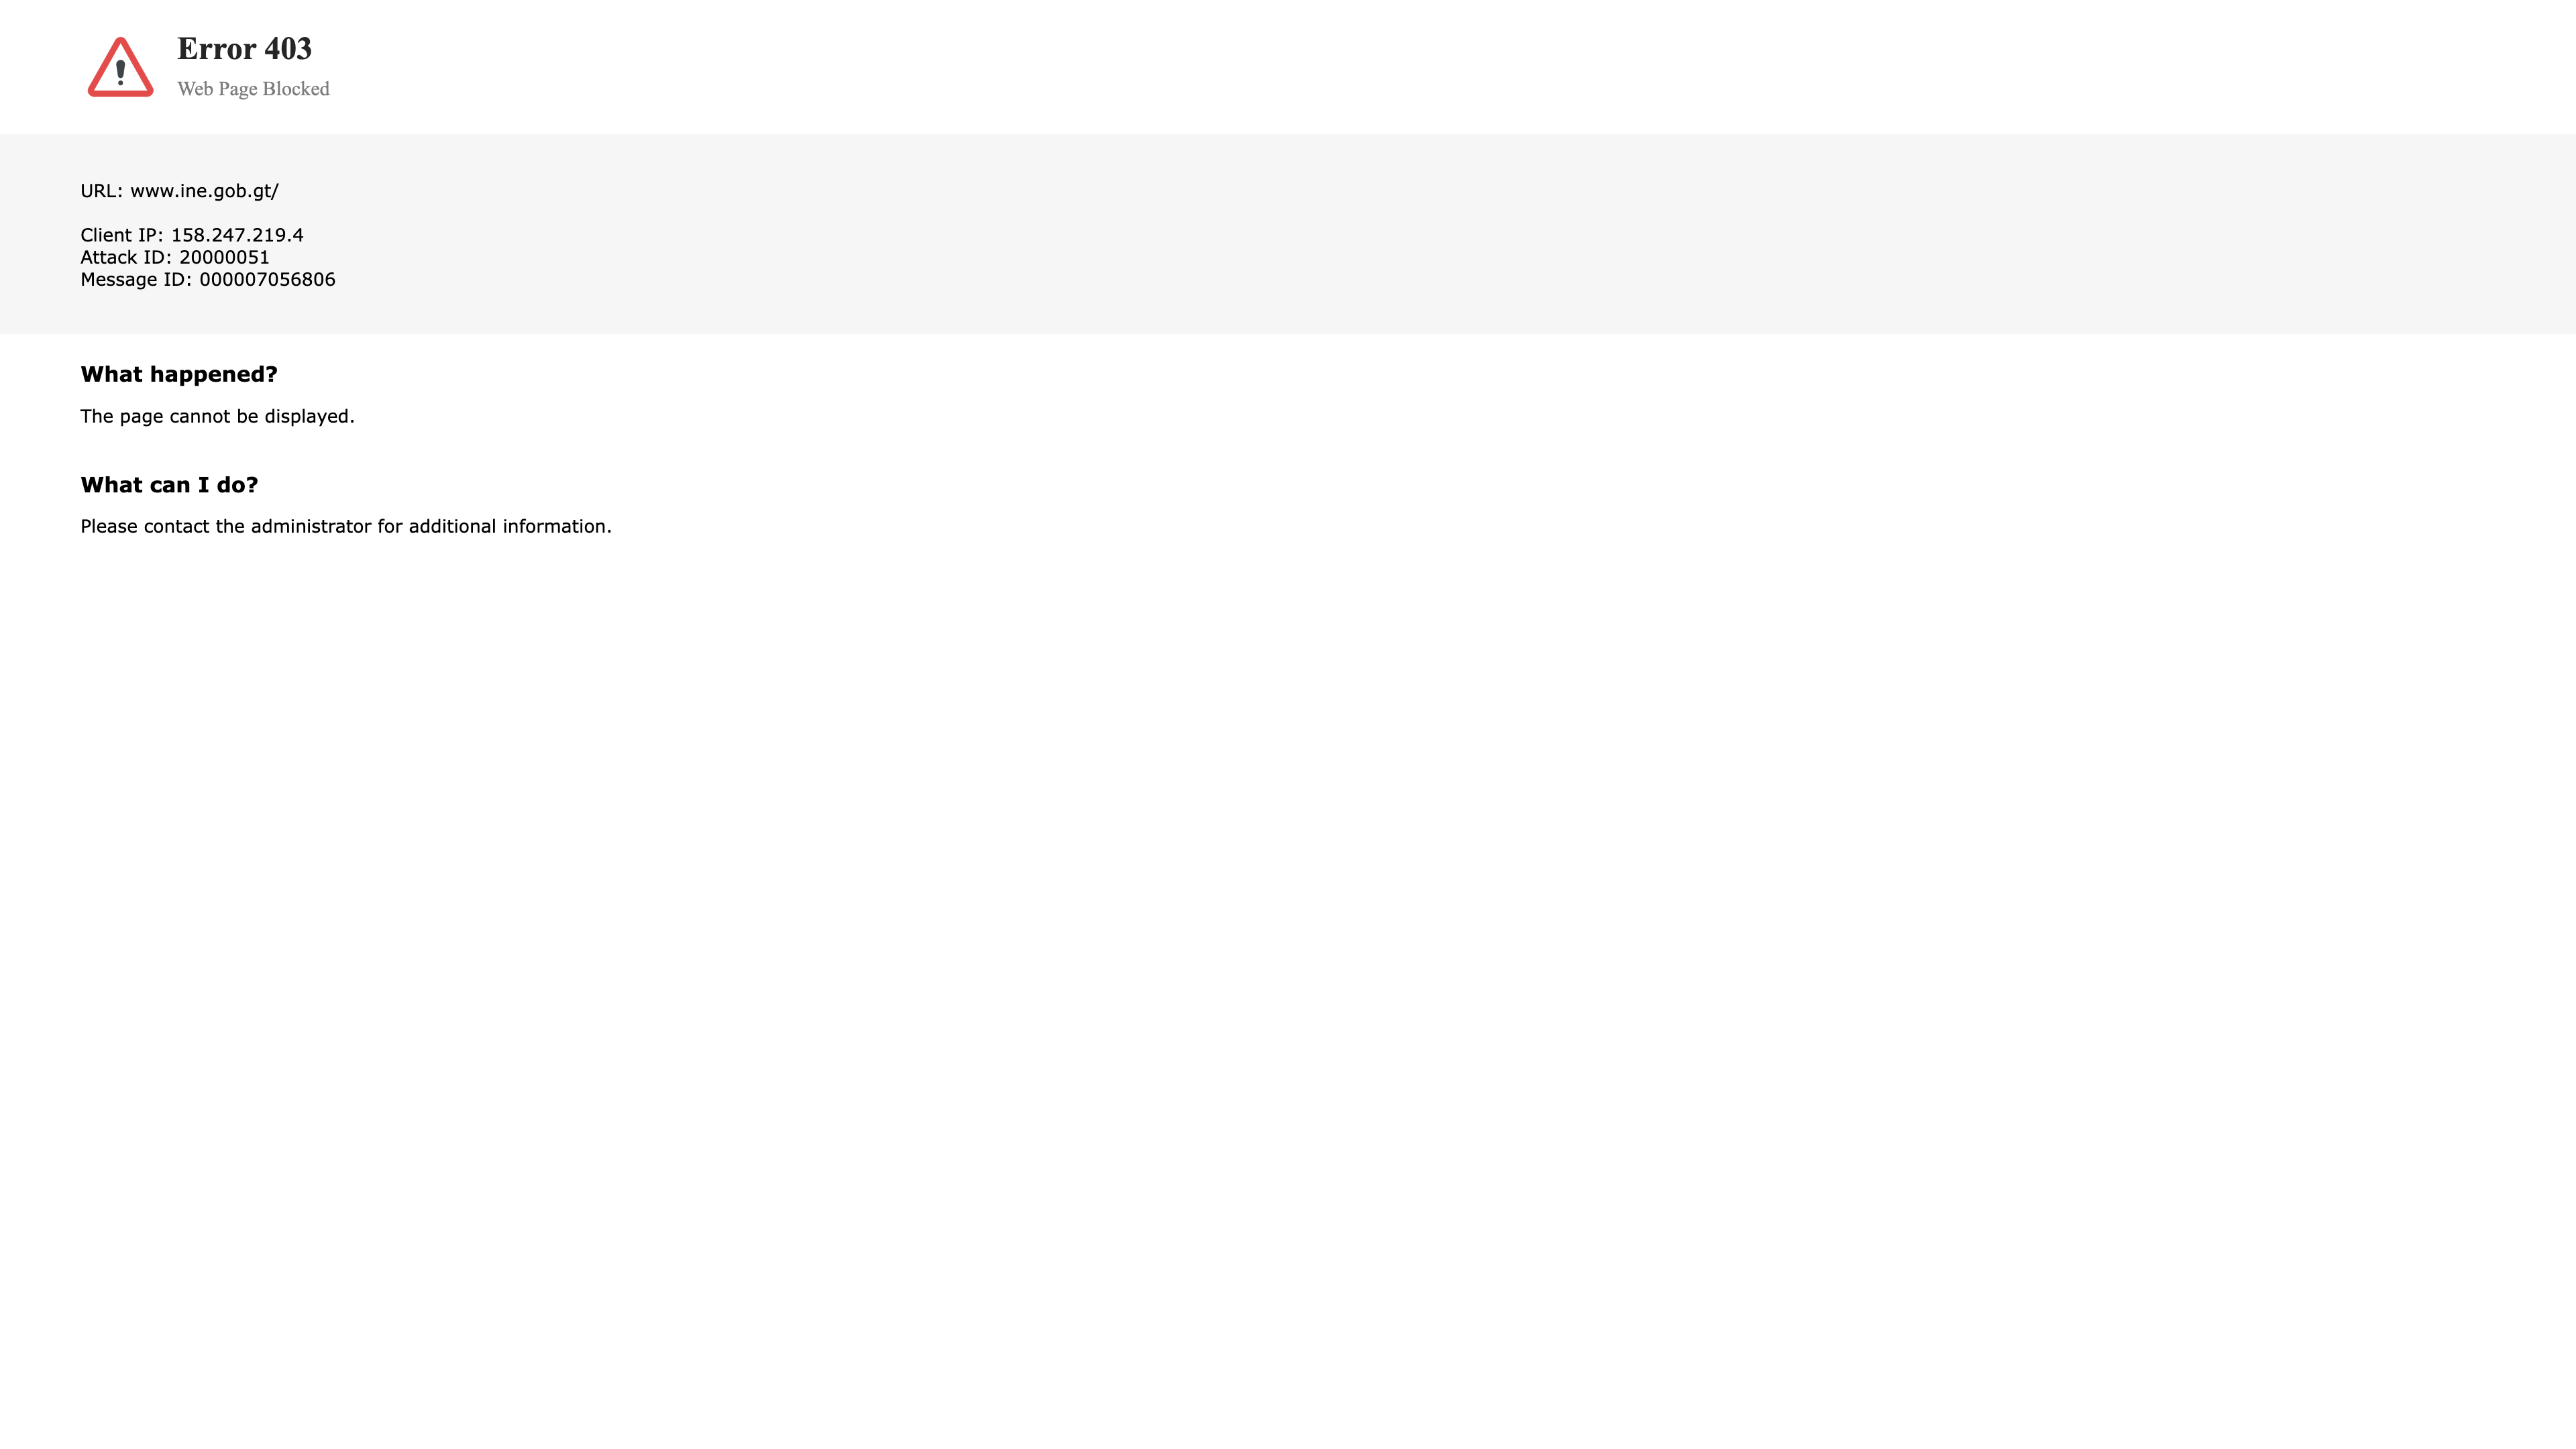 Error 403
Web Page Blocked
URL: www.ine.gob.gt/
Client IP: 158.247.219.4
Attack ID: 20000051
Message ID: 000007056806
What happened?
The page cannot be displayed.
What can I do?
Please contact the administrator for additional information.